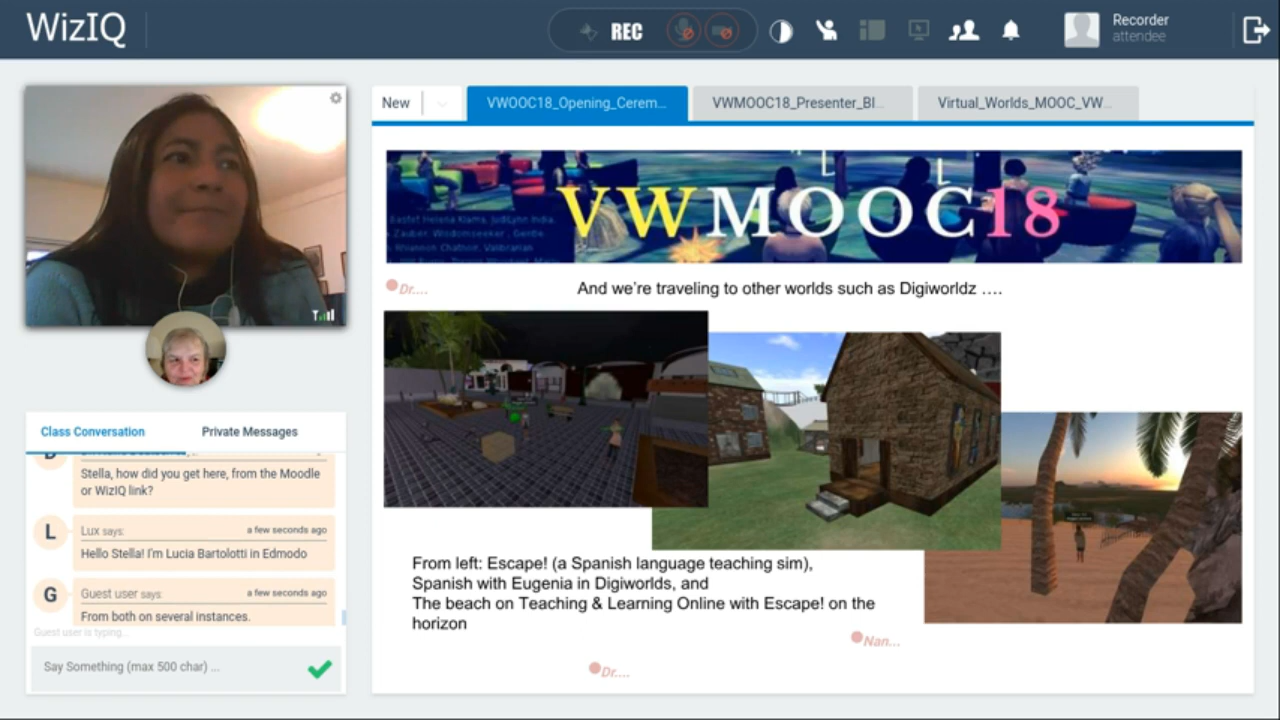 WizIQ
REC
Recorder
attendee
New
VWOOC18_Opening_Cerem...
VWMOOC18_Presenter_BI...
Virtual_Worlds_MOOC_VW...
VWMOOC18
Dr....
And we're traveling to other worlds such as Digiworldz ….
Class Conversation
Private Messages
Stella, how did you get here, from the Moodle
or WizIQ link?
L
Lux says:
a few seconds ago
Hello Stella! I'm Lucia Bartolotti in Edmodo
G
Guest user says:
a few seconds ago
From both on several instances.
Guest user is typing...
Say Something (max 500 char) ...
From left: Escape! (a Spanish language teaching sim),
Spanish with Eugenia in Digiworlds, and
The beach on Teaching & Learning Online with Escape! on the
horizon
Nan...
Dr....